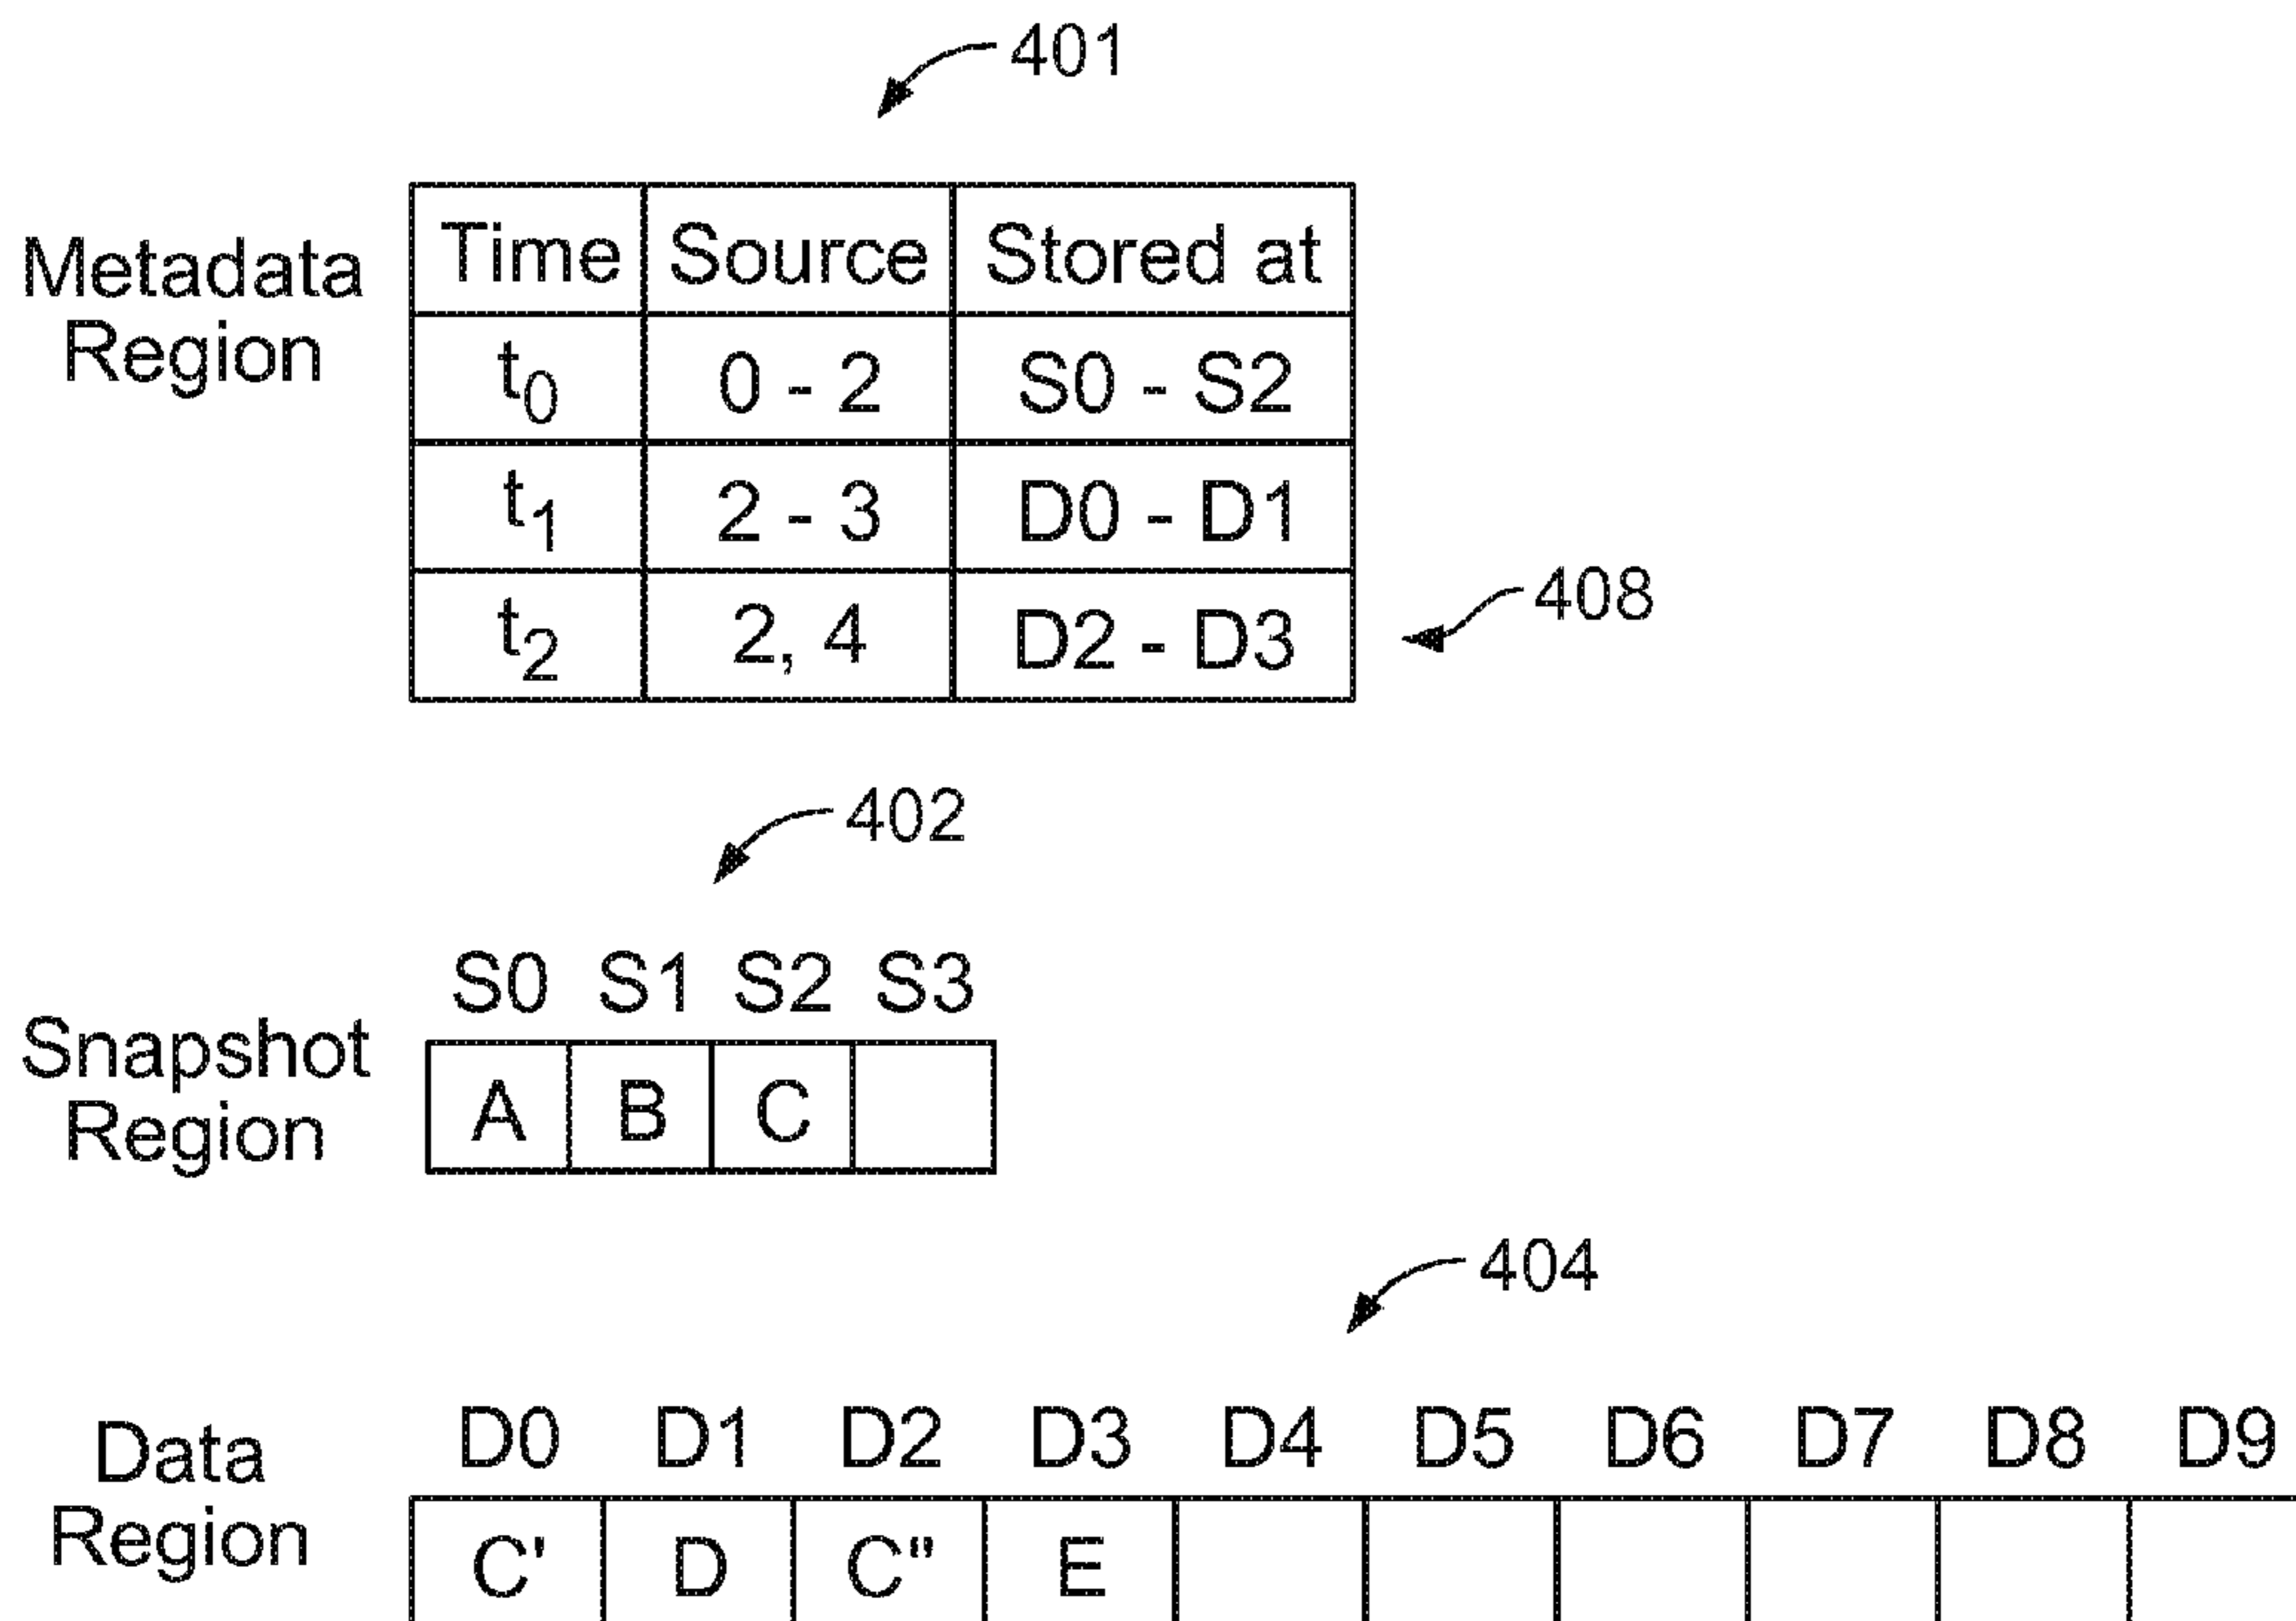 401
Metadata Region
Time Source Stored at
t₀ 0 - 2 S0 - S2
t₁ 2 - 3 D0 - D1
t₂ 2, 4 D2 - D3
408
402
S0 S1 S2 S3
Snapshot Region
A B C
404
D0 D1 D2 D3 D4 D5 D6 D7 D8 D9
Data Region
C' D C" E